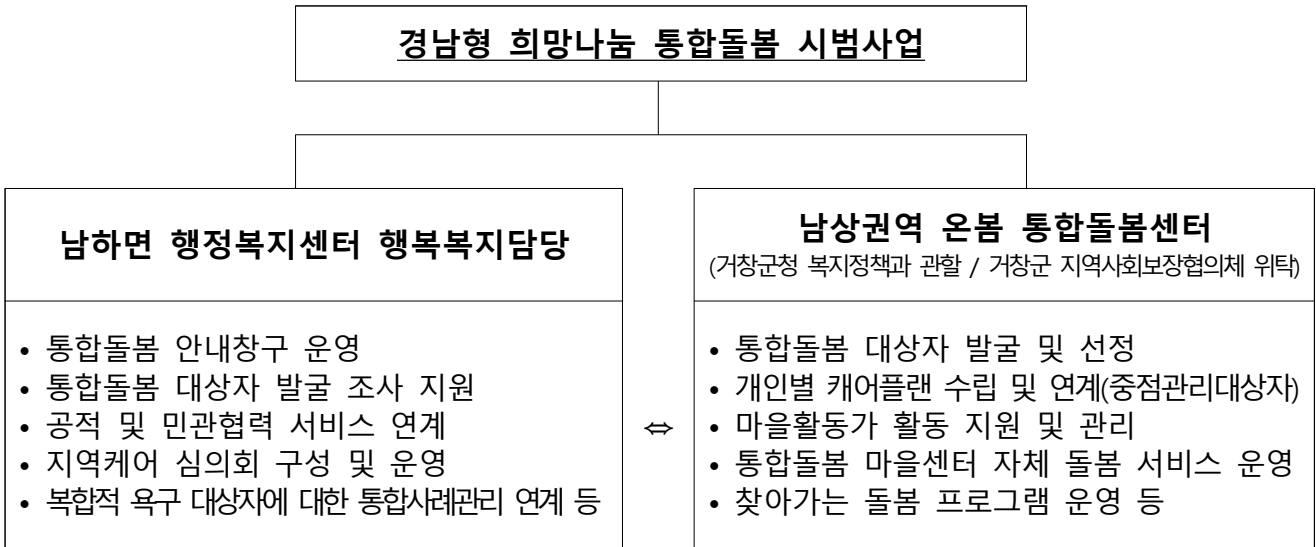 경남형 희망나눔 통합돌봄 시범사업
남하면 행정복지센터 행복복지담당
• 통합돌봄 안내창구 운영
• 통합돌봄 대상자 발굴 조사 지원
• 공적 및 민관협력 서비스 연계
• 지역케어 심의회 구성 및 운영
• 복합적 욕구 대상자에 대한 통합사례관리 연계 등
⇔
남상권역 온봄 통합돌봄센터
(거창군청 복지정책과 관할 / 거창군 지역사회보장협의체 위탁)
• 통합돌봄 대상자 발굴 및 선정
• 개인별 캐어플랜 수립 및 연계(중점관리대상자)
• 마을활동가 활동 지원 및 관리
• 통합돌봄 마을센터 자체 돌봄 서비스 운영
• 찾아가는 돌봄 프로그램 운영 등